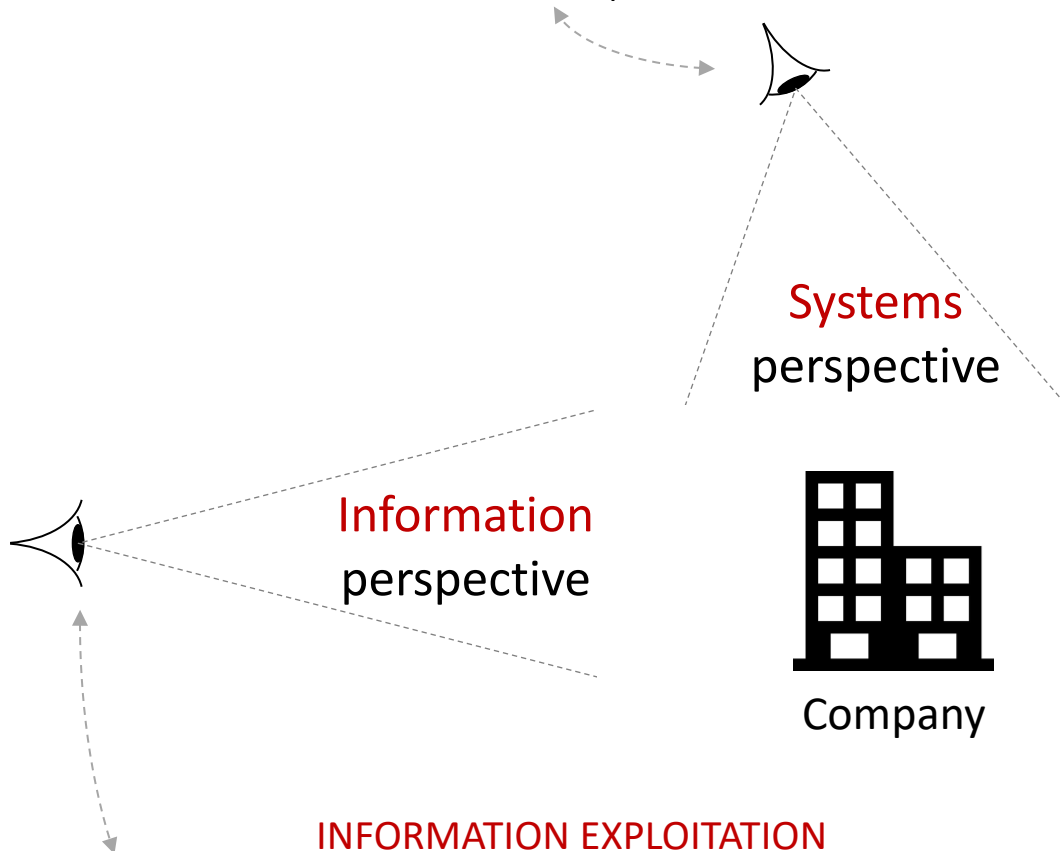 Systems
perspective
Information
perspective
Company
INFORMATION EXPLOITATION